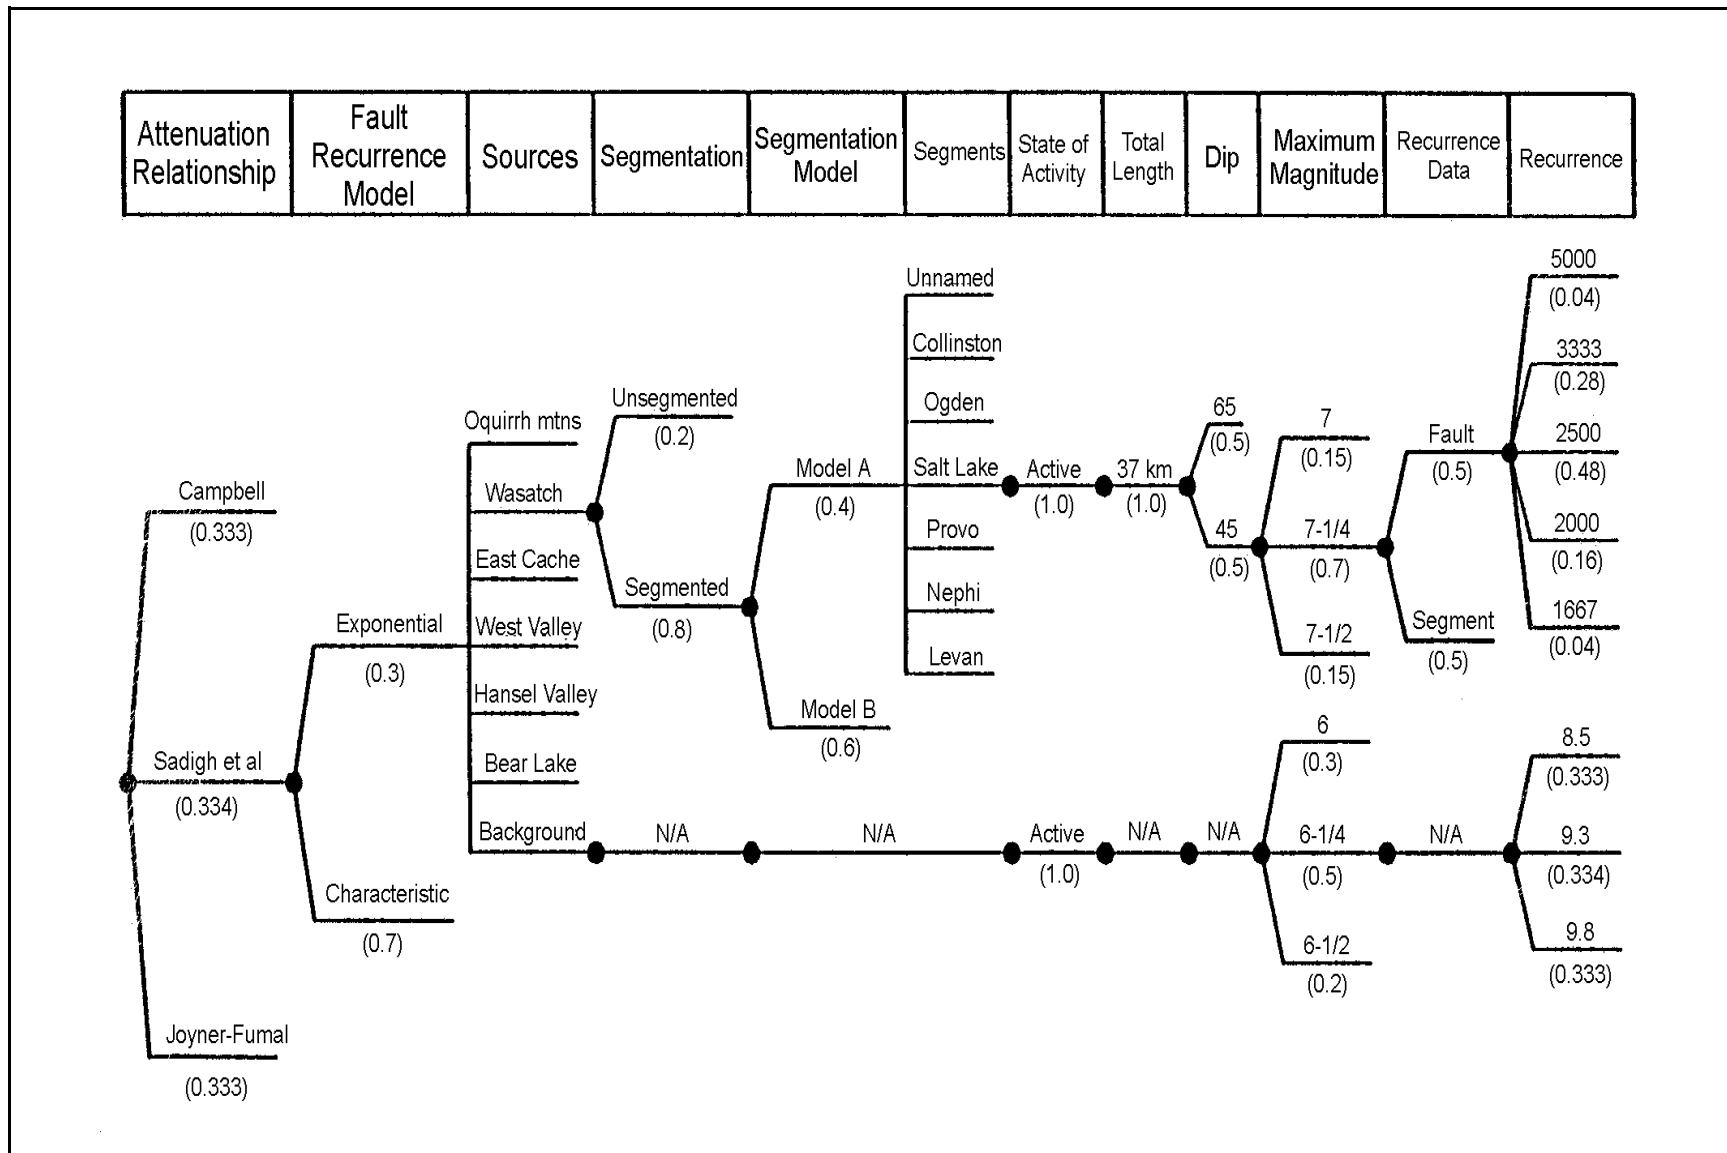 Attenuation
Relationship
Fault
Recurrence
Model
Sources
Segmentation
Segmentation
Model
Segments
State of
Activity
Total
Length
Dip
Maximum
Magnitude
Recurrence
Data
Recurrence
Campbell
(0.333)
Sadigh et al
(0.334)
Joyner-Fumal
(0.333)
Exponential
(0.3)
Characteristic
(0.7)
Oquirrh mtns
Wasatch
East Cache
West Valley
Hansel Valley
Bear Lake
Background
Unsegmented
(0.2)
Segmented
(0.8)
N/A
Model A
(0.4)
Model B
(0.6)
N/A
Unnamed
Collinston
Ogden
Salt Lake
Provo
Nephi
Levan
Active
(1.0)
Active
(1.0)
37 km
(1.0)
N/A
65
(0.5)
45
(0.5)
N/A
7
(0.15)
7-1/4
(0.7)
7-1/2
(0.15)
6
(0.3)
6-1/4
(0.5)
6-1/2
(0.2)
Fault
(0.5)
Segment
(0.5)
N/A
5000
(0.04)
3333
(0.28)
2500
(0.48)
2000
(0.16)
1667
(0.04)
8.5
(0.333)
9.3
(0.334)
9.8
(0.333)